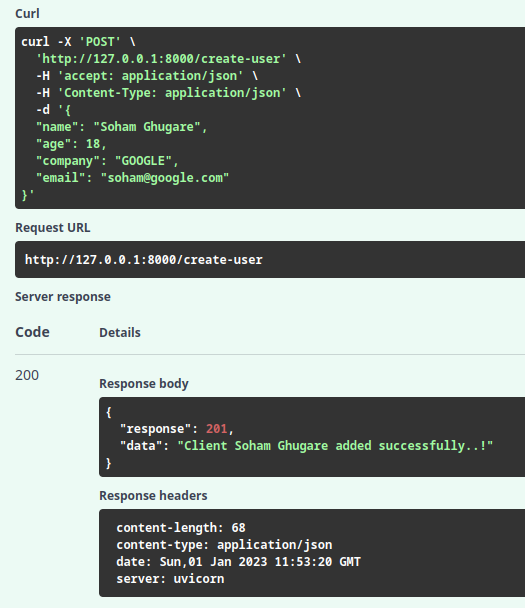 Curl
curl -X 'POST' \
'http://127.0.0.1:8000/create-user' \
-H 'accept: application/json' \
-H 'Content-Type: application/json' \
-d '{
"name": "Soham Ghugare",
"age": 18,
"company": "GOOGLE",
"email": "soham@google.com"
}'
Request URL
http://127.0.0.1:8000/create-user
Server response
Code Details
200
Response body
{
"response": 201,
"data": "Client Soham Ghugare added successfully..!"
}
Response headers
content-length: 68
content-type: application/json
date: Sun,01 Jan 2023 11:53:20 GMT
server: uvicorn